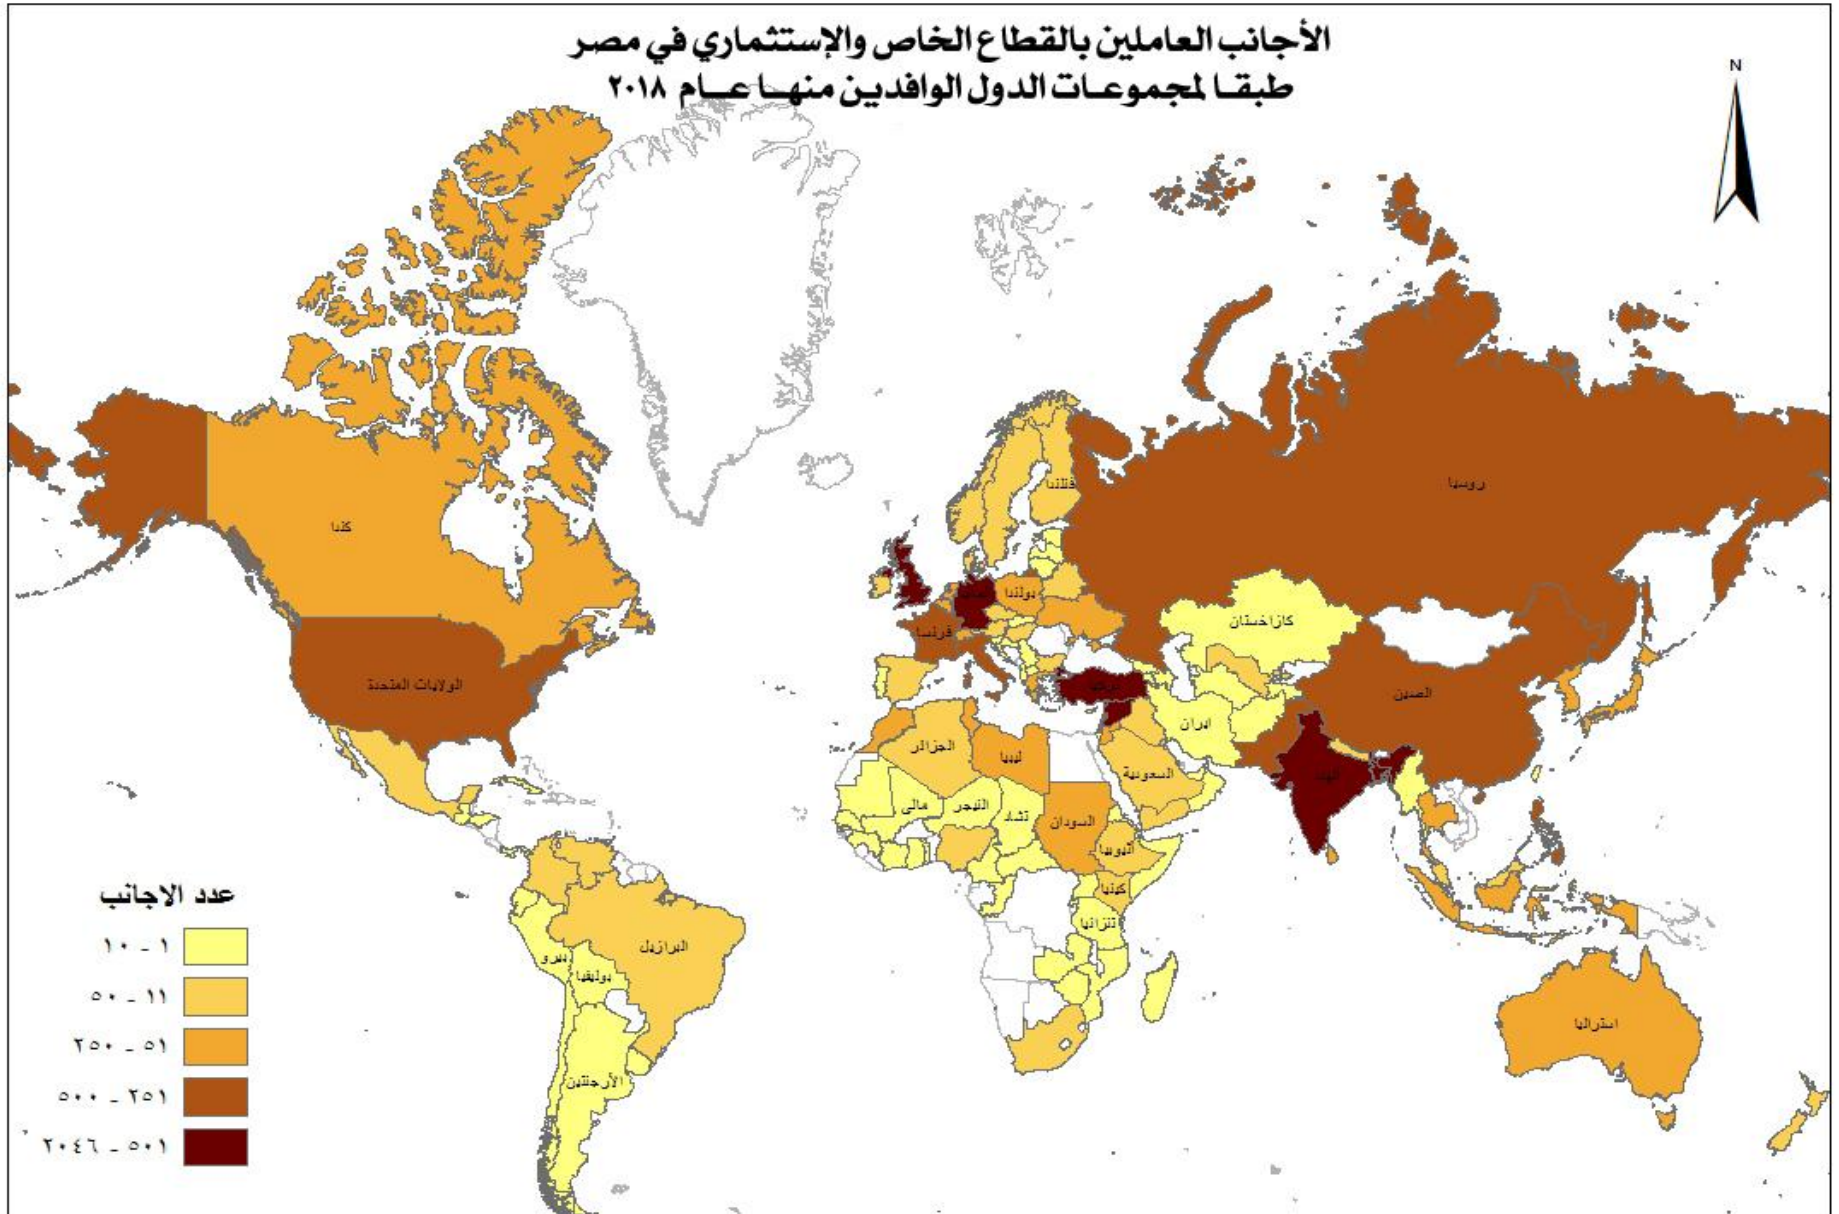 الأجانب العاملين بالقطاع الخاص والإستثماري في مصر
طبقا لمجموعات الدول الوافدين منها عام ٢٠١٨
N
روسيا
فنلندا
كندا
بولندا
فرنسا
كازاخستان
الولايات المتحدة
تركيا
الصين
ايران
الجزائر
ليبيا
السعودية
الهند
مالي
النيجر
تشاد
السودان
اثيوبيا
كينيا
تنزانيا
البرازيل
بيرو
بوليفيا
استراليا
الأرجنتين
عدد الاجانب
١ - ١٠
١١ - ٥٠
٥١ - ٢٥٠
٢٥١ - ٥٠٠
٥٠١ - ٢٠٤٦